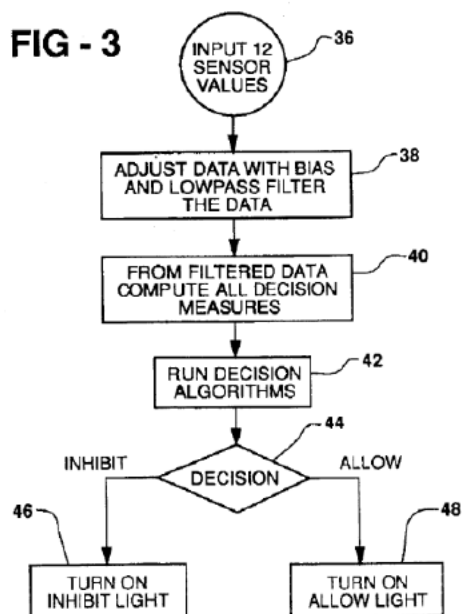 FIG - 3
INPUT 12
SENSOR
VALUES
36
ADJUST DATA WITH BIAS
AND LOWPASS FILTER
THE DATA
38
FROM FILTERED DATA
COMPUTE ALL DECISION
MEASURES
40
RUN DECISION
ALGORITHMS
42
DECISION
44
INHIBIT
ALLOW
46
TURN ON
INHIBIT LIGHT
48
TURN ON
ALLOW LIGHT